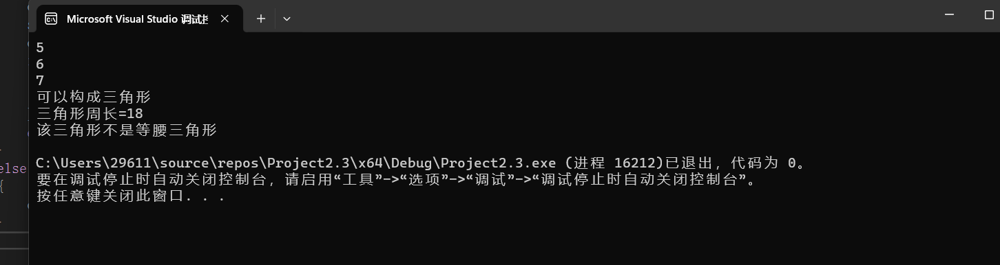 Microsoft Visual Studio 调试
5
6
7
可以构成三角形
三角形周长=18
该三角形不是等腰三角形
else
{
C:\Users\29611\source\repos\Project2.3\x64\Debug\Project2.3.exe (进程 16212)已退出，代码为 0。
要在调试停止时自动关闭控制台，请启用“工具”->“选项”->“调试”->“调试停止时自动关闭控制台”。
按任意键关闭此窗口. . .